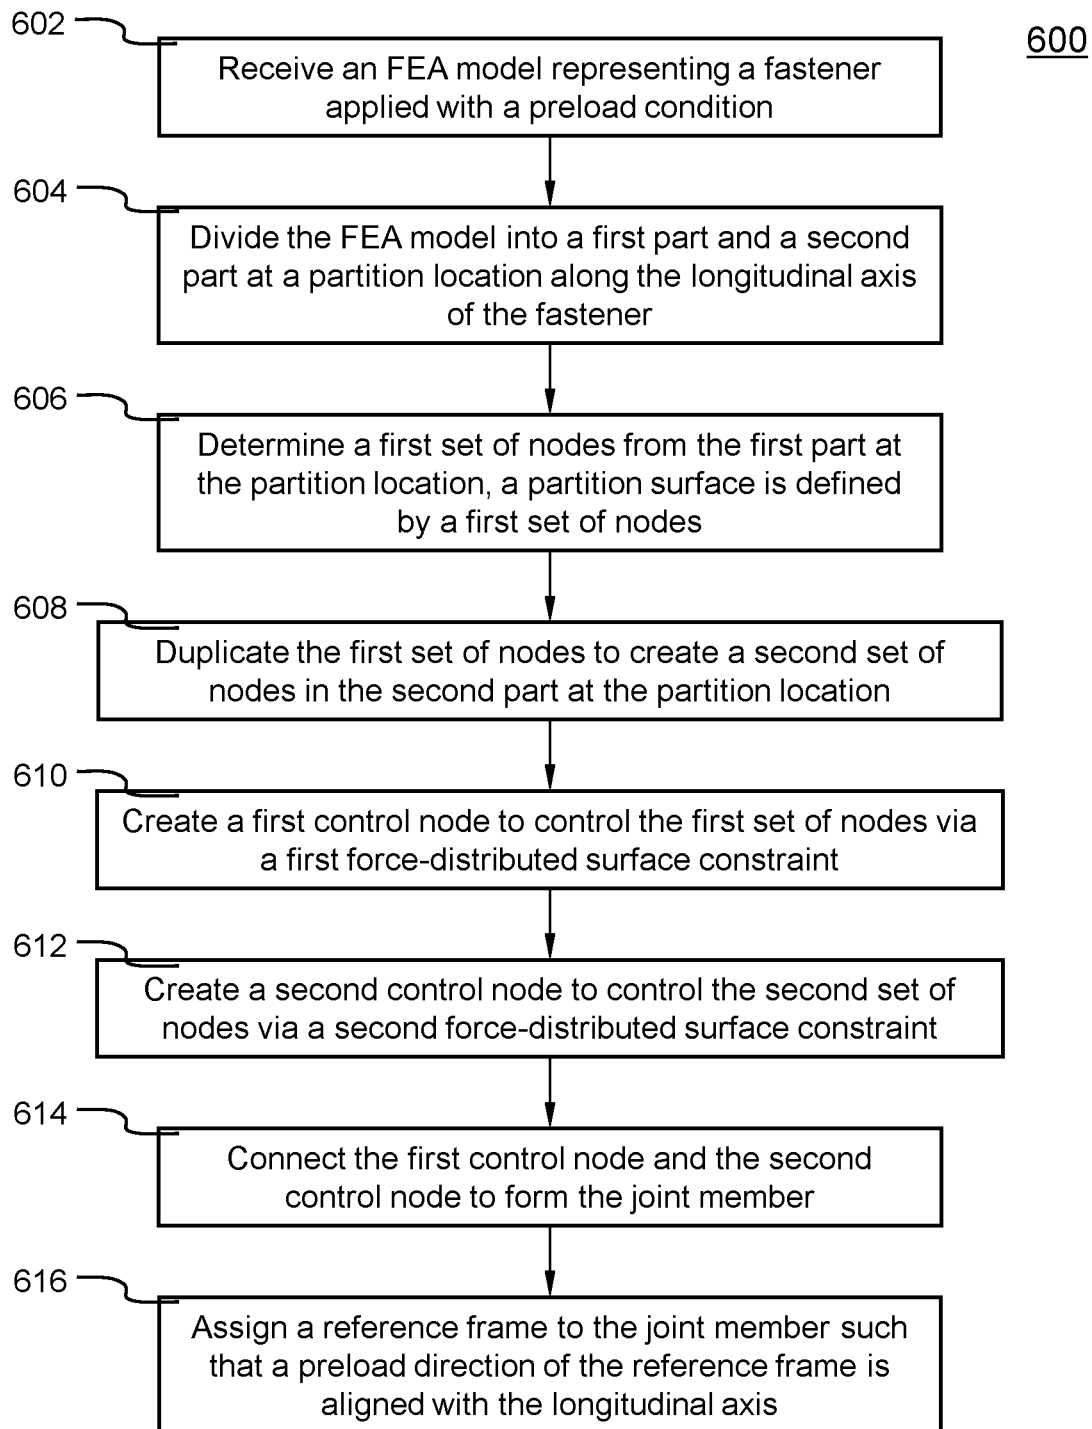 602
600
Receive an FEA model representing a fastener
applied with a preload condition
604
Divide the FEA model into a first part and a second
part at a partition location along the longitudinal axis
of the fastener
606
Determine a first set of nodes from the first part at
the partition location, a partition surface is defined
by a first set of nodes
608
Duplicate the first set of nodes to create a second set of
nodes in the second part at the partition location
610
Create a first control node to control the first set of nodes via
a first force-distributed surface constraint
612
Create a second control node to control the second set of
nodes via a second force-distributed surface constraint
614
Connect the first control node and the second
control node to form the joint member
616
Assign a reference frame to the joint member such
that a preload direction of the reference frame is
aligned with the longitudinal axis